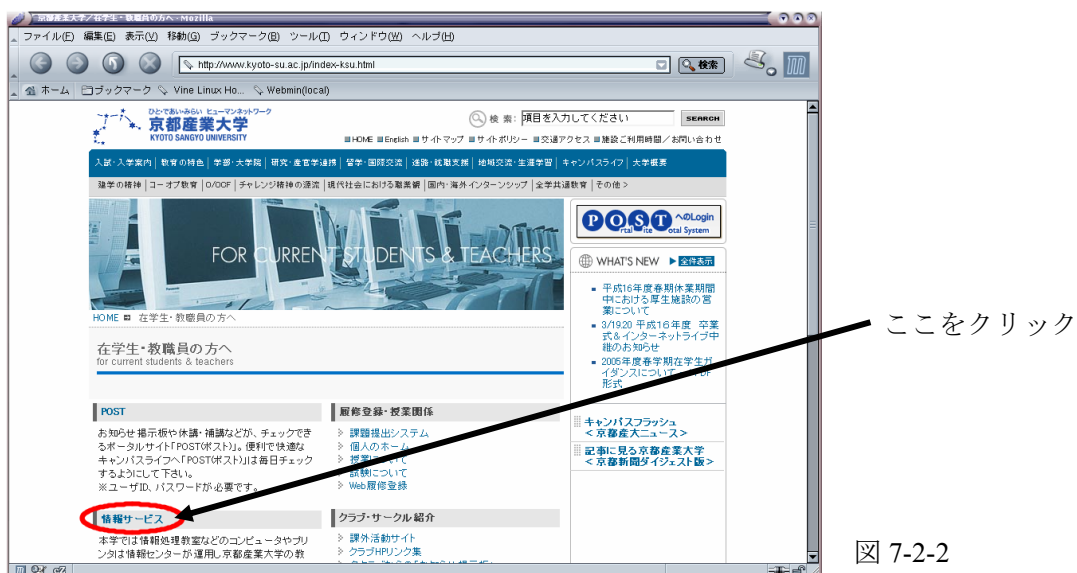 京都産業大学／在学生・教職員の方へ - Mozilla
ファイル(F) 編集(E) 表示(V) 移動(G) ブックマーク(B) ツール(T) ウィンドウ(W) ヘルプ(H)
http://www.kyoto-su.ac.jp/index-ksu.html 検索
ホーム ブックマーク Vine Linux Ho... Webmin(local)
ひと・であい・みらい ヒューマンネットワーク
京都産業大学
KYOTO SANGYO UNIVERSITY
検 索: 項目を入力してください SEARCH
HOME English サイトマップ サイトポリシー 交通アクセス 施設ご利用時間／お問い合わせ
入試・入学案内 | 教育の特色 | 学部・大学院 | 研究・産官学連携 | 留学・国際交流 | 進路・就職支援 | 地域交流・生涯学習 | キャンパスライフ | 大学概要
建学の精神 | コーオプ教育 | O/OCF | チャレンジ精神の源流 | 現代社会における職業観 | 国内・海外インターンシップ | 全学共通教育 | その他 >
FOR CURRENT STUDENTS & TEACHERS
HOME 在学生・教職員の方へ
在学生・教職員の方へ
for current students & teachers
POST
お知らせ掲示板や休講・補講などが、チェックでき
るポータルサイト「POST(ポスト)」。便利で快適な
キャンパスライフへ「POST(ポスト)」は毎日チェック
するようにして下さい。
※ユーザID、パスワードが必要です。
情報サービス
本学では情報処理教室などのコンピュータやプリ
ンタは情報センターが運用し京都産業大学の教
履修登録・授業関係
課題提出システム
個人のホーム
授業について
試験について
Web履修登録
クラブ・サークル紹介
課外活動サイト
クラブHPリンク集
POST へのLogin
Portal Site Total System
WHAT'S NEW 全件表示
平成16年度春期休業期間
中における厚生施設の営
業について
3/19.20 平成16年度 卒業
式&インターネットライブ中
継のお知らせ
2005年度春学期在学生ガ
イダンスについて
形式
キャンパスフラッシュ
＜京都産大ニュース＞
記事に見る京都産業大学
＜京都新聞ダイジェスト版＞
ここをクリック
図 7-2-2